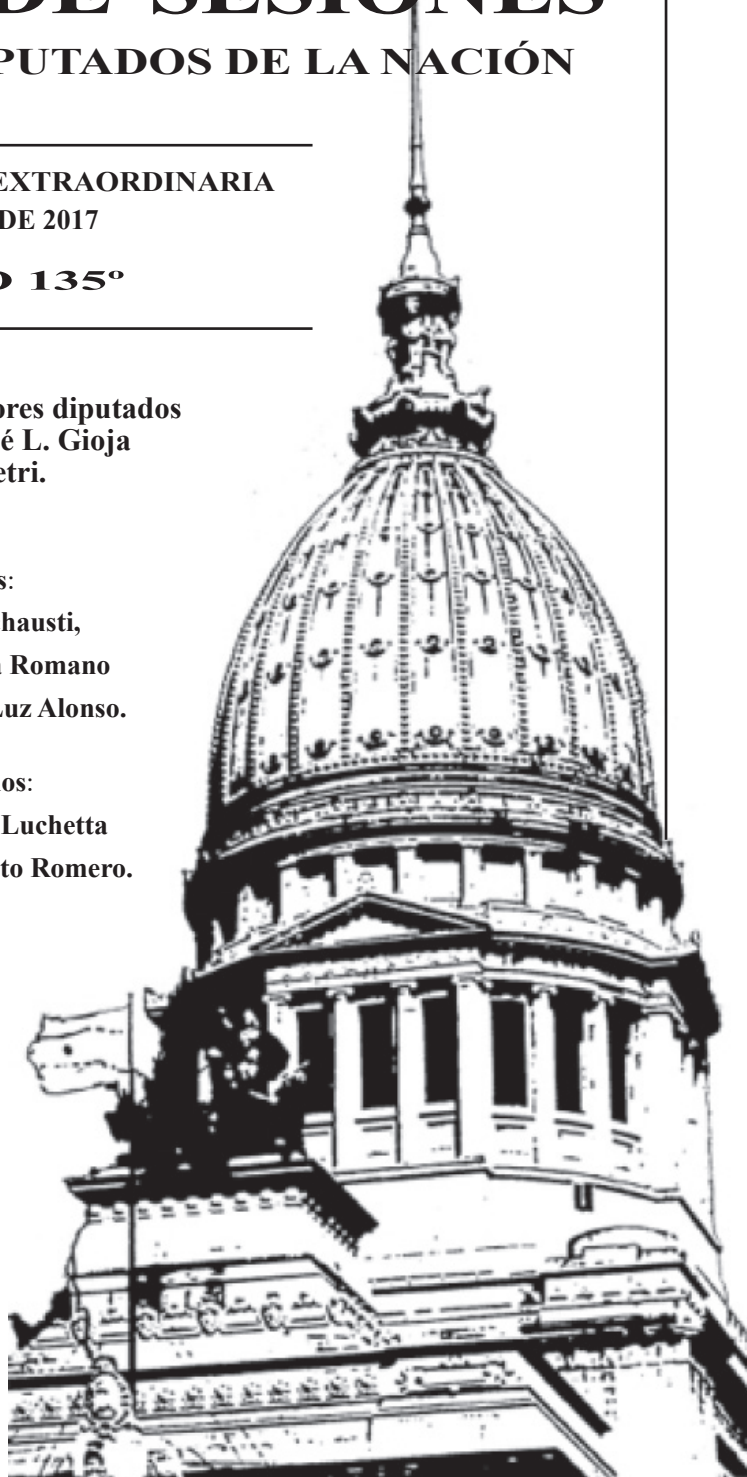 DE SESIONES
PUTADOS DE LA NACIÓN
EXTRAORDINARIA
DE 2017
O 135º
ores diputados
é L. Gioja
etri.
s:
hausti,
Romano
Luz Alonso.
ios:
Luchetta
to Romero.